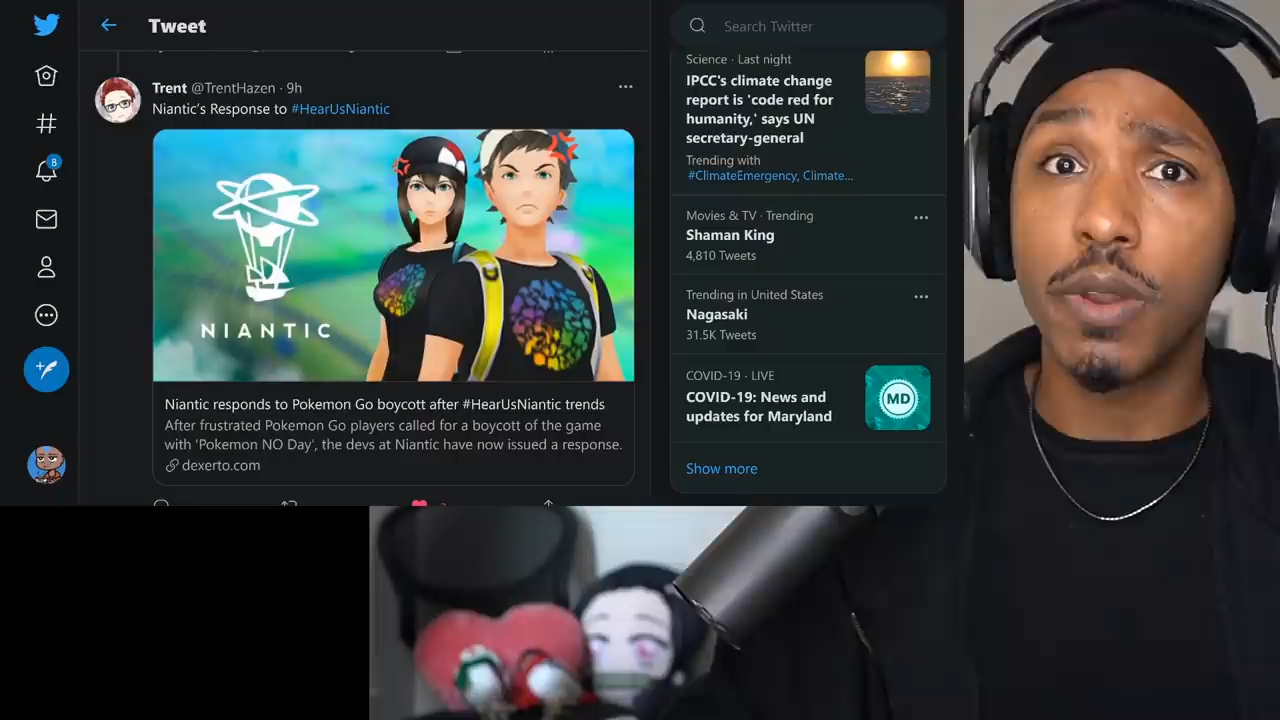 Tweet
Trent @TrentHazen · 9h
Niantic's Response to #HearUsNiantic
NIANTIC
Niantic responds to Pokemon Go boycott after #HearUsNiantic trends
After frustrated Pokemon Go players called for a boycott of the game
with 'Pokemon NO Day', the devs at Niantic have now issued a response.
dexerto.com
8
Search Twitter
Science · Last night
IPCC's climate change
report is 'code red for
humanity,' says UN
secretary-general
Trending with
#ClimateEmergency, Climate...
Movies & TV · Trending
Shaman King
4,810 Tweets
Trending in United States
Nagasaki
31.5K Tweets
COVID-19 · LIVE
COVID-19: News and
updates for Maryland
MD
Show more